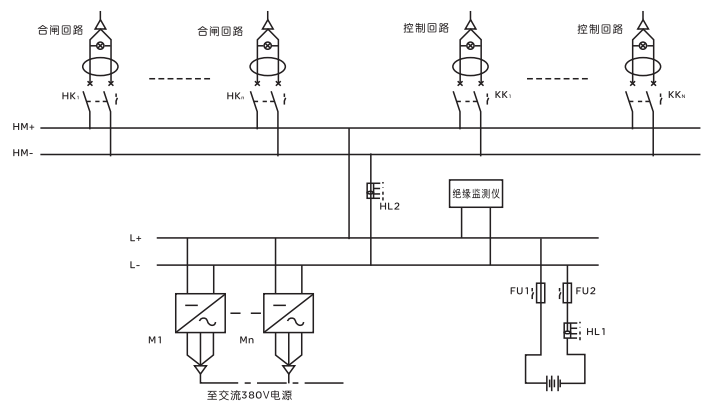 合闸回路
合闸回路
控制回路
控制回路
HK1
HKn
KK1
KKN
HM+
HM-
绝缘监测仪
HL2
L+
L-
FU1
FU2
HL1
M1
Mn
至交流380V电源